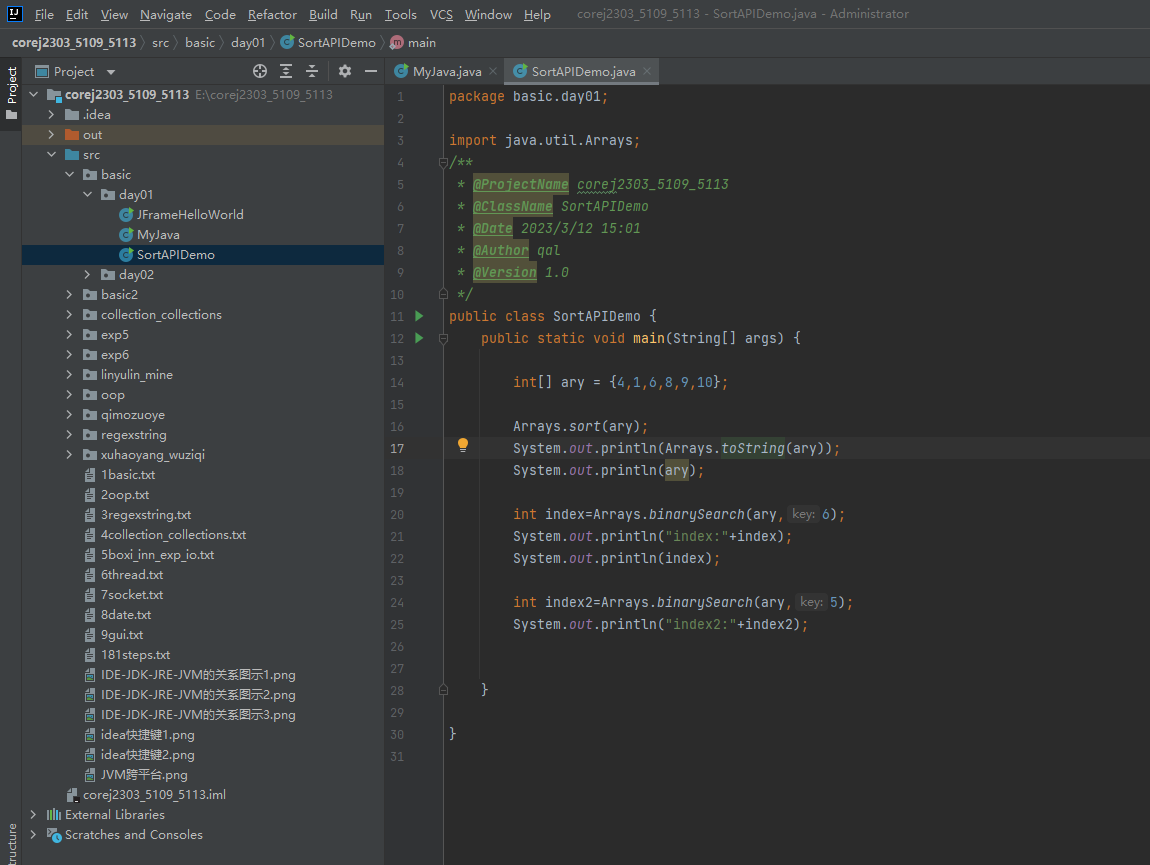 File Edit View Navigate Code Refactor Build Run Tools VCS Window Help corej2303_5109_5113 - SortAPIDemo.java - Administrator
corej2303_5109_5113 src basic day01 SortAPIDemo main
Project
Project
MyJava.java SortAPIDemo.java
corej2303_5109_5113 E:\corej2303_5109_5113
.idea
out
src
basic
day01
JFrameHelloWorld
MyJava
SortAPIDemo
day02
basic2
collection_collections
exp5
exp6
linyulin_mine
oop
qimozuoye
regexstring
xuhaoyang_wuziqi
1basic.txt
2oop.txt
3regexstring.txt
4collection_collections.txt
5boxi_inn_exp_io.txt
6thread.txt
7socket.txt
8date.txt
9gui.txt
181steps.txt
IDE-JDK-JRE-JVM的关系图示1.png
IDE-JDK-JRE-JVM的关系图示2.png
IDE-JDK-JRE-JVM的关系图示3.png
idea快捷键1.png
idea快捷键2.png
JVM跨平台.png
corej2303_5109_5113.iml
External Libraries
Scratches and Consoles
1 package basic.day01;
2
3 import java.util.Arrays;
4 /**
5 * @ProjectName corej2303_5109_5113
6 * @ClassName SortAPIDemo
7 * @Date 2023/3/12 15:01
8 * @Author qal
9 * @Version 1.0
10 */
11 public class SortAPIDemo {
12 public static void main(String[] args) {
13
14 int[] ary = {4,1,6,8,9,10};
15
16 Arrays.sort(ary);
17 System.out.println(Arrays.toString(ary));
18 System.out.println(ary);
19
20 int index=Arrays.binarySearch(ary, key: 6);
21 System.out.println("index:"+index);
22 System.out.println(index);
23
24 int index2=Arrays.binarySearch(ary, key: 5);
25 System.out.println("index2:"+index2);
26
27
28 }
29
30 }
31